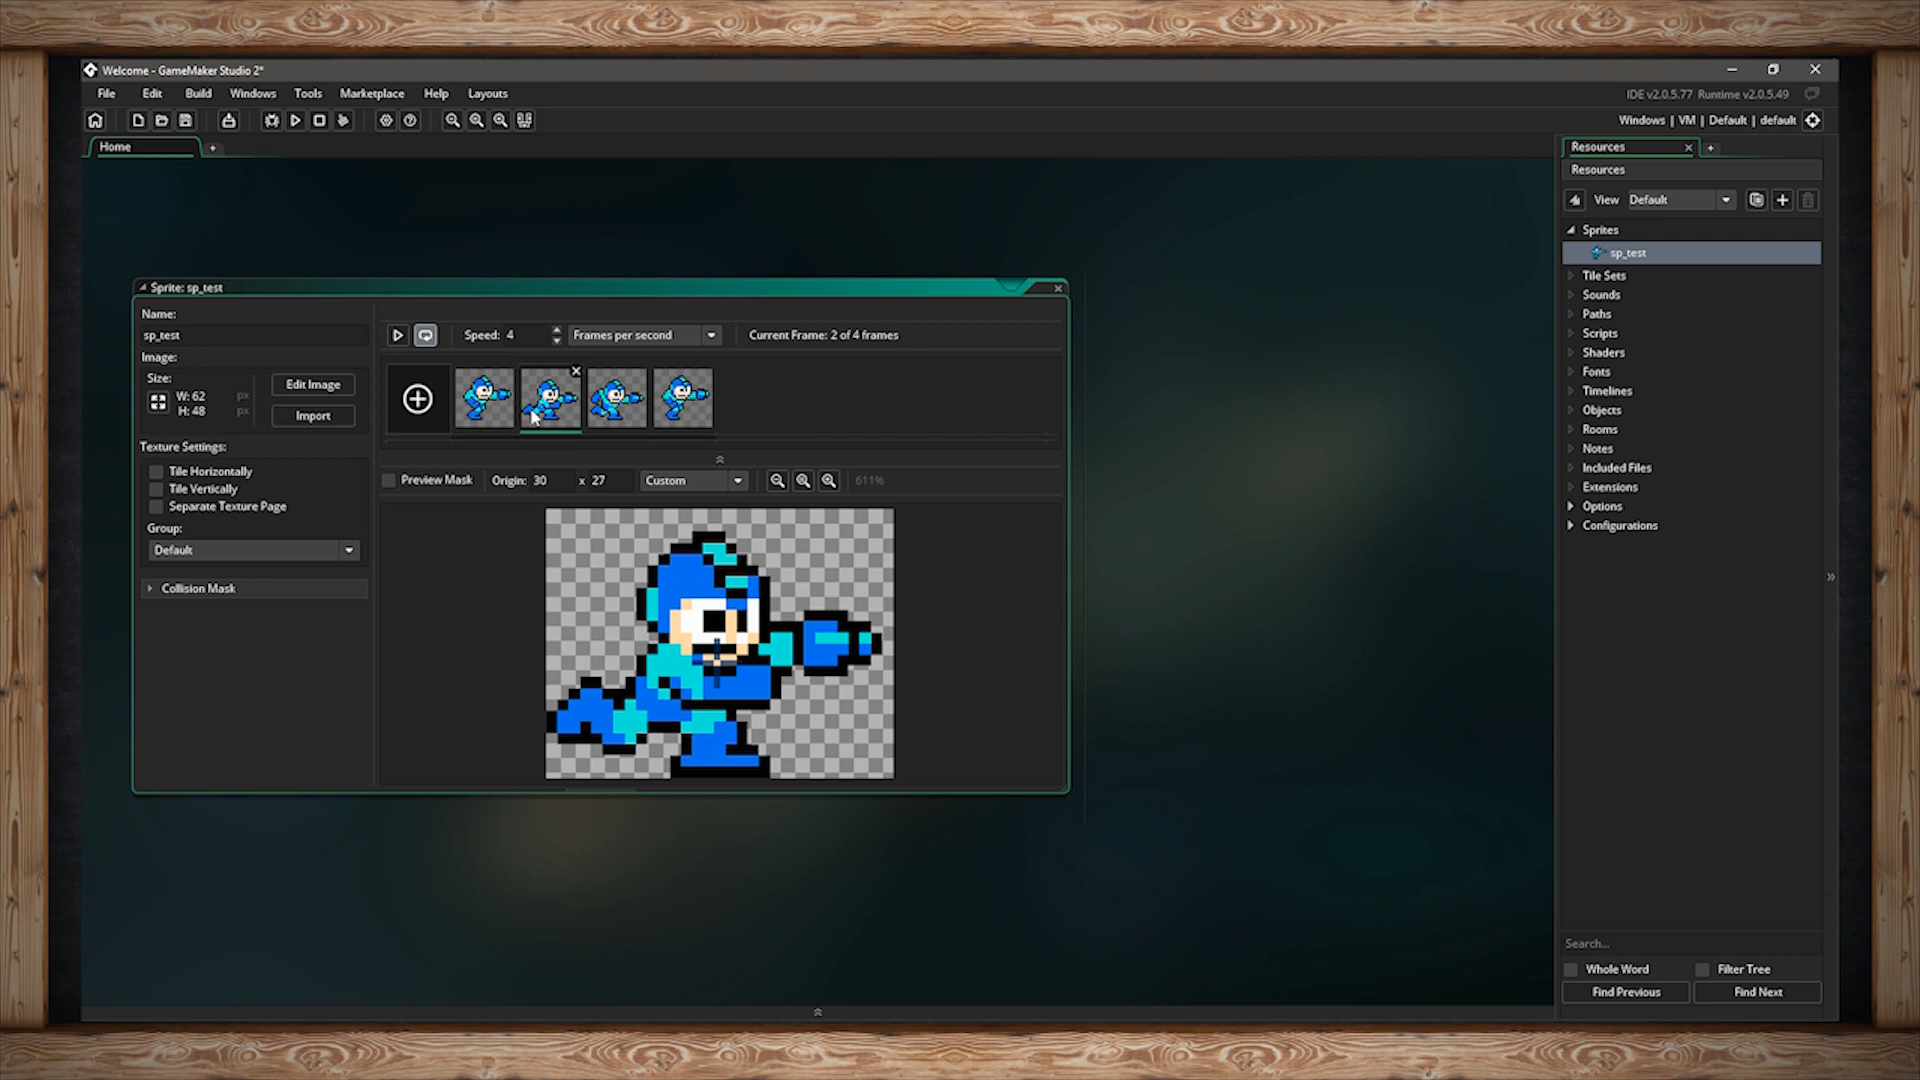 Welcome - GameMaker Studio 2*
File Edit Build Windows Tools Marketplace Help Layouts
IDE v2.0.5.77 Runtime v2.0.5.49
Windows | VM | Default | default
Home
Resources
Resources
View Default
Sprites
sp_test
Tile Sets
Sounds
Paths
Scripts
Shaders
Fonts
Timelines
Objects
Rooms
Notes
Included Files
Extensions
Options
Configurations
Sprite: sp_test
Name:
sp_test
Image:
Size:
W: 62 px
H: 48 px
Edit Image
Import
Texture Settings:
Tile Horizontally
Tile Vertically
Separate Texture Page
Group:
Default
Collision Mask
Speed: 4 Frames per second Current Frame: 2 of 4 frames
Preview Mask Origin: 30 x 27 Custom 611%
Search...
Whole Word Filter Tree
Find Previous Find Next